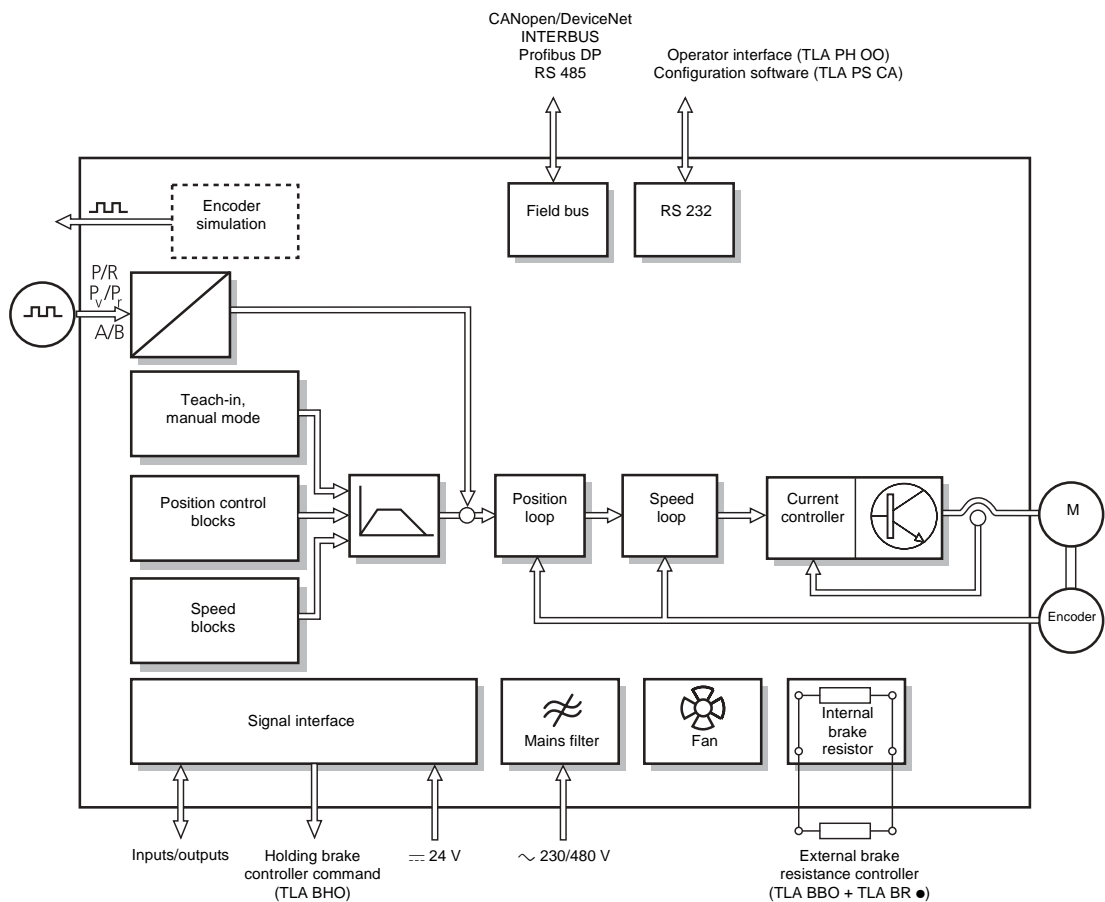 CANopen/DeviceNet
INTERBUS
Profibus DP
RS 485
Operator interface (TLA PH OO)
Configuration software (TLA PS CA)
Encoder
simulation
Field bus
RS 232
P/R
Pv/Pr
A/B
Teach-in,
manual mode
Position control
blocks
Speed
blocks
Position
loop
Speed
loop
Current
controller
M
Encoder
Signal interface
Mains filter
Fan
Internal
brake
resistor
Inputs/outputs
Holding brake
controller command
(TLA BHO)
⎓ 24 V
~ 230/480 V
External brake
resistance controller
(TLA BBO + TLA BR ●)